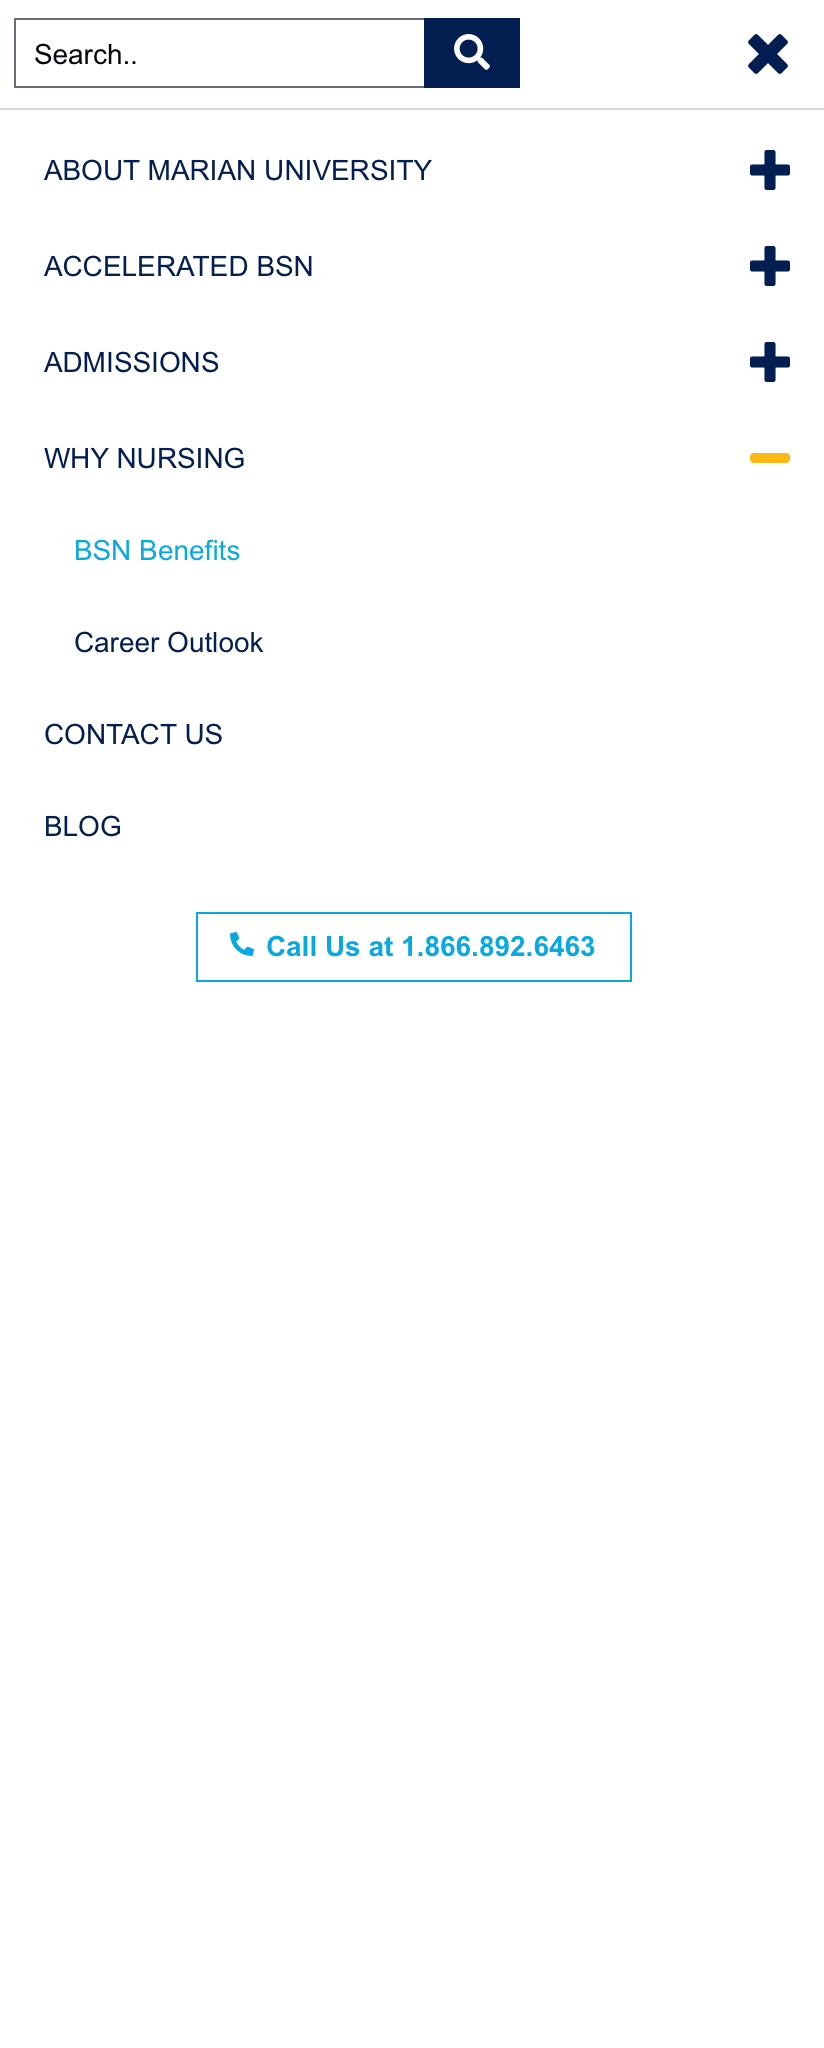 Search..
ABOUT MARIAN UNIVERSITY
ACCELERATED BSN
ADMISSIONS
WHY NURSING
BSN Benefits
Career Outlook
CONTACT US
BLOG
Call Us at 1.866.892.6463